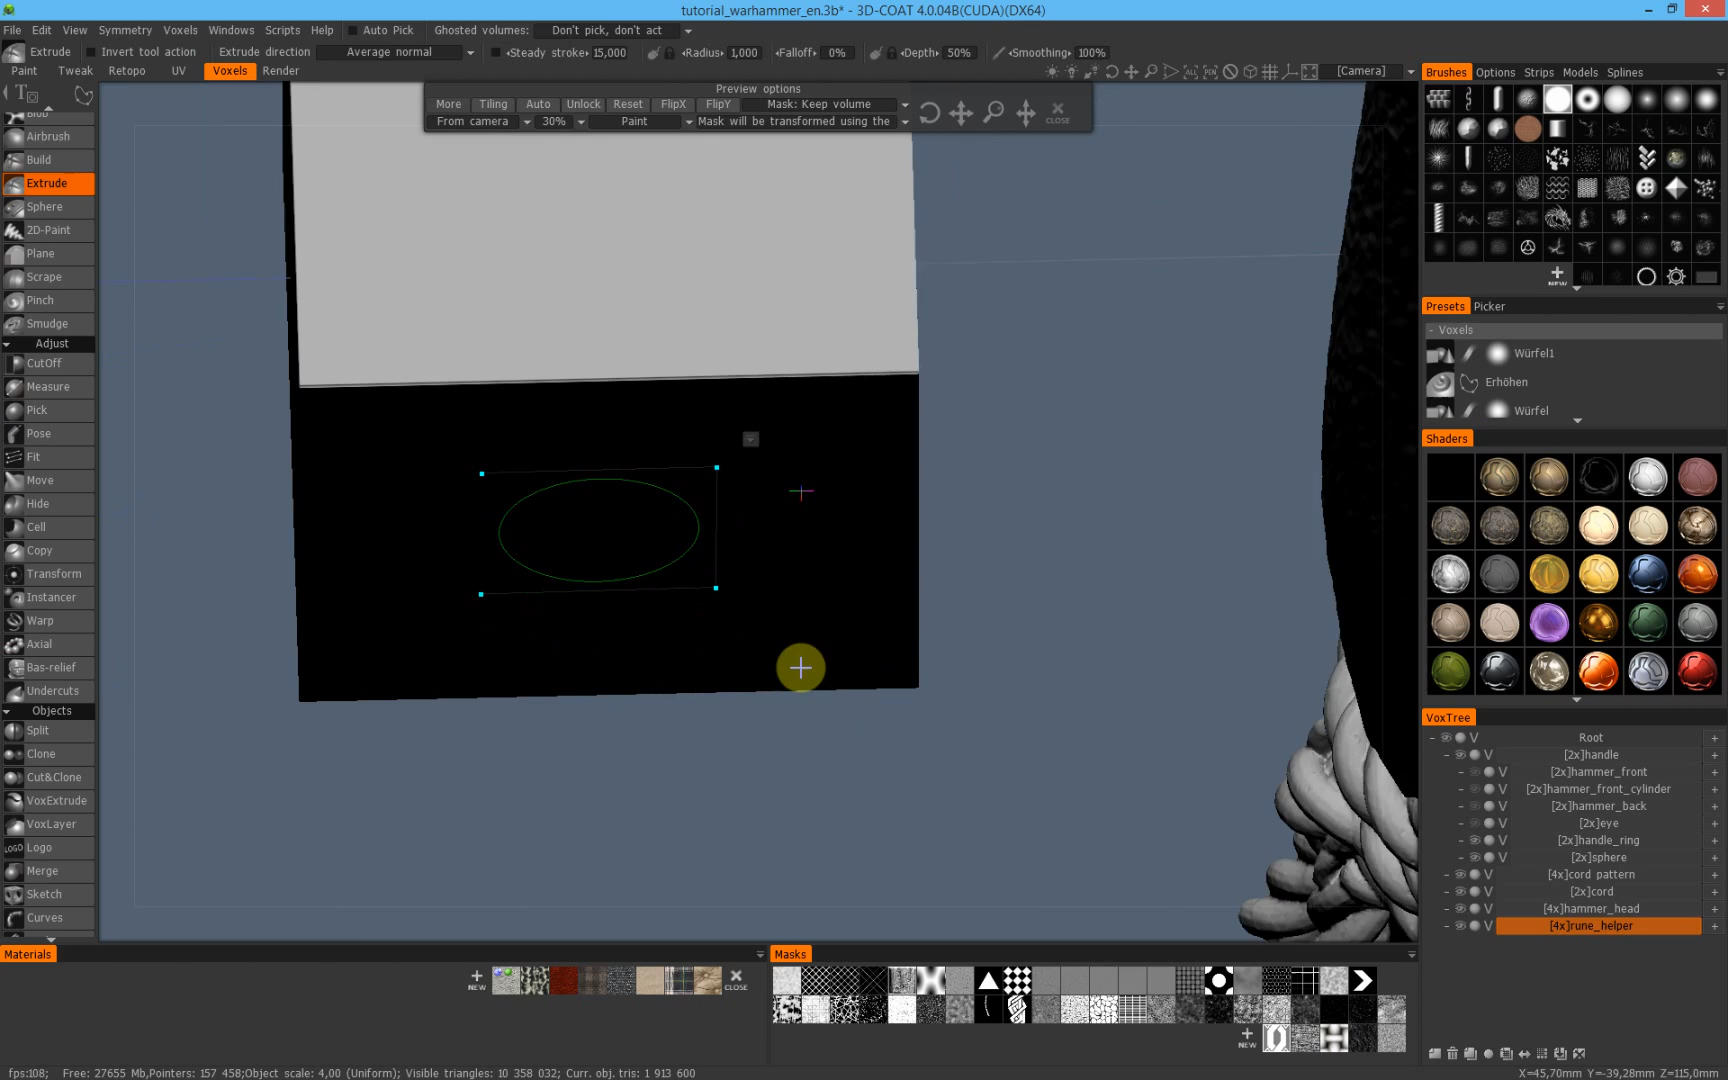 tutorial_warhammer_en.3b* - 3D-COAT 4.0.04B(CUDA)(DX64)
File Edit View Symmetry Voxels Windows Scripts Help Auto Pick Ghosted volumes: Don't pick, don't act
Extrude Invert tool action Extrude direction Average normal Steady stroke 15,000 Radius 1,000 Falloff 0% Depth 50% Smoothing 100%
Paint Tweak Retopo UV Voxels Render [Camera]
Preview options
More Tiling Auto Unlock Reset FlipX FlipY Mask: Keep volume
From camera 30% Paint Mask will be transformed using the
CLOSE
Blob
Airbrush
Build
Extrude
Sphere
2D-Paint
Plane
Scrape
Pinch
Smudge
Adjust
CutOff
Measure
Pick
Pose
Fit
Move
Hide
Cell
Copy
Transform
Instancer
Warp
Axial
Bas-relief
Undercuts
Objects
Split
Clone
Cut&Clone
VoxExtrude
VoxLayer
LOGO Logo
Merge
Sketch
Curves
Brushes Options Strips Models Splines
NEW
Presets Picker
- Voxels
Würfel1
Erhöhen
Würfel
Shaders
VoxTree
Root
[2x]handle
[2x]hammer_front
[2x]hammer_front_cylinder
[2x]hammer_back
[2x]eye
[2x]handle_ring
[2x]sphere
[4x]cord pattern
[2x]cord
[4x]hammer_head
[4x]rune_helper
Materials
NEW
CLOSE
Masks
NEW
fps:108; Free: 27655 Mb,Pointers: 157 458;Object scale: 4,00 (Uniform); Visible triangles: 10 358 032; Curr. obj. tris: 1 913 600
X=45,70mm Y=-39,28mm Z=115,0mm